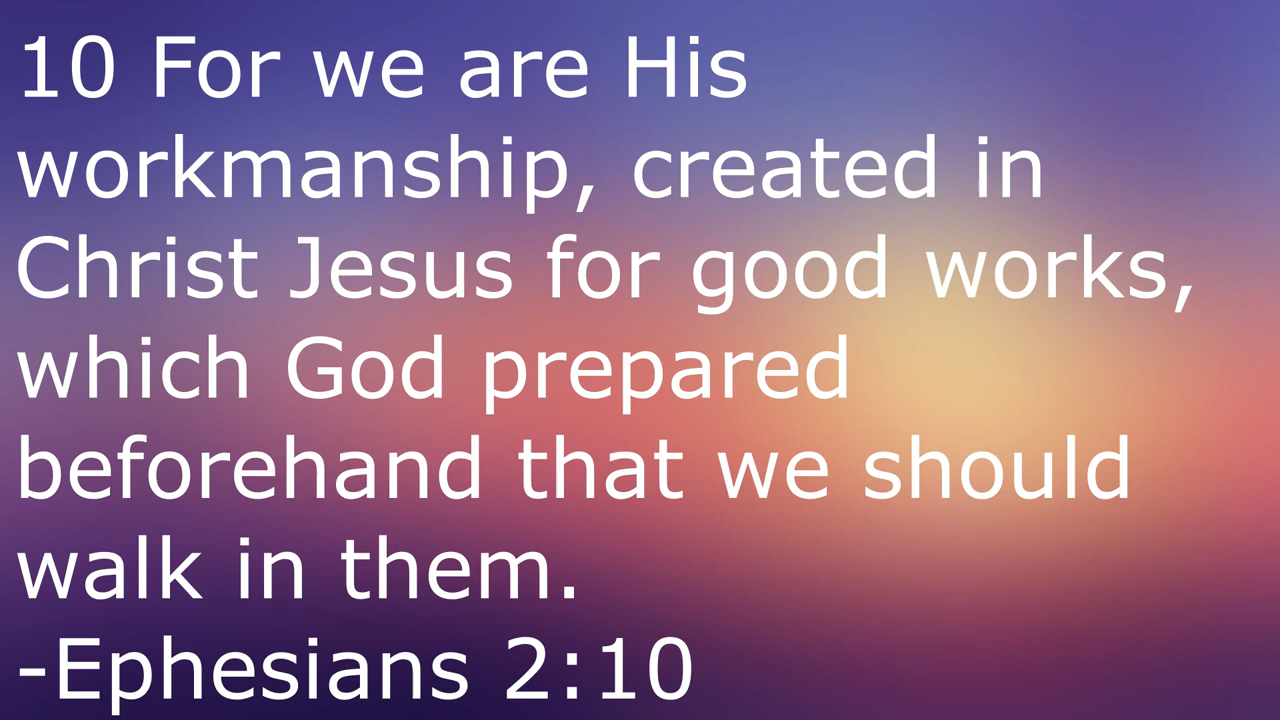 10 For we are His
workmanship, created in
Christ Jesus for good works,
which God prepared
beforehand that we should
walk in them.
-Ephesians 2:10